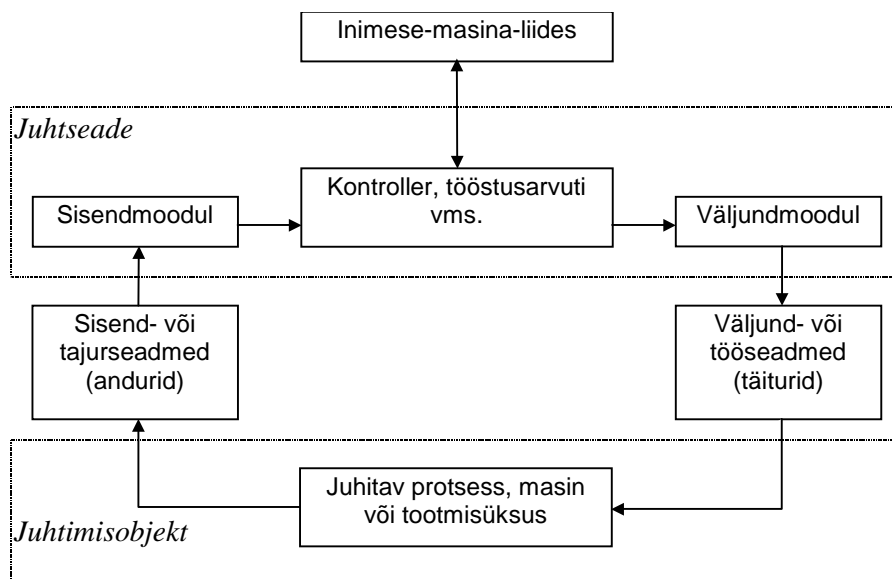 Inimese-masina-liides
Juhtseade
Sisendmoodul
Kontroller, tööstusarvuti
vms.
Väljundmoodul
Sisend- või
tajurseadmed
(andurid)
Väljund- või
tööseadmed
(täiturid)
Juhitav protsess, masin
või tootmisüksus
Juhtimisobjekt